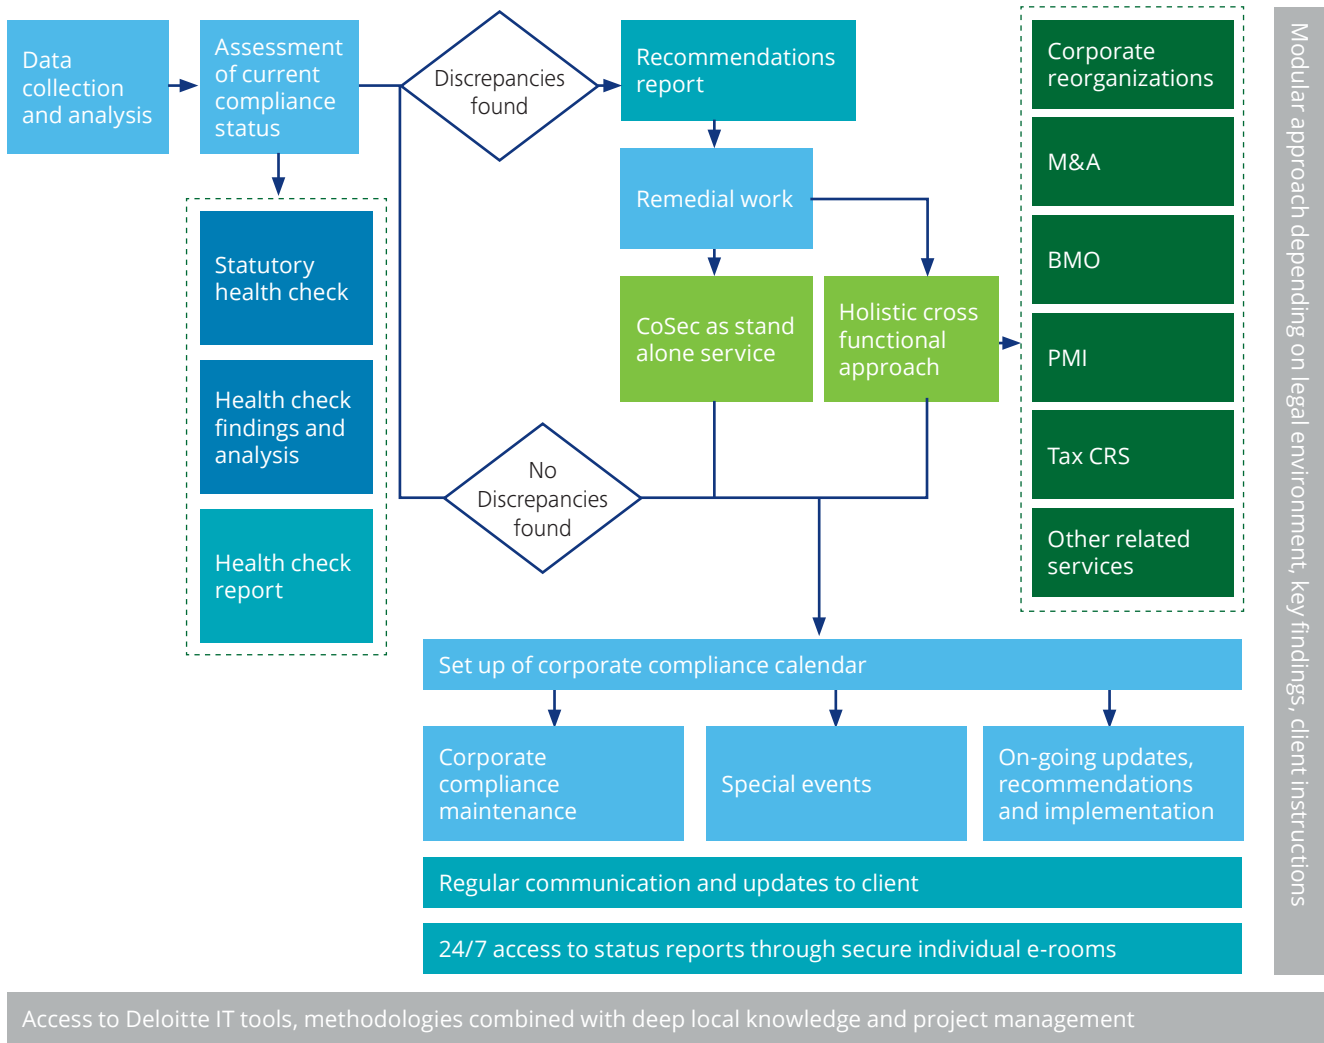 Data
collection
and analysis
Assessment
of current
compliance
status
Discrepancies
found
Recommendations
report
Remedial work
CoSec as stand
alone service
Holistic cross
functional
approach
Corporate
reorganizations
M&A
BMO
PMI
Tax CRS
Other related
services
Statutory
health check
Health check
findings and
analysis
Health check
report
No
Discrepancies
found
Set up of corporate compliance calendar
Corporate
compliance
maintenance
Special events
On-going updates,
recommendations
and implementation
Regular communication and updates to client
24/7 access to status reports through secure individual e-rooms
Modular approach depending on legal environment, key findings, client instructions
Access to Deloitte IT tools, methodologies combined with deep local knowledge and project management